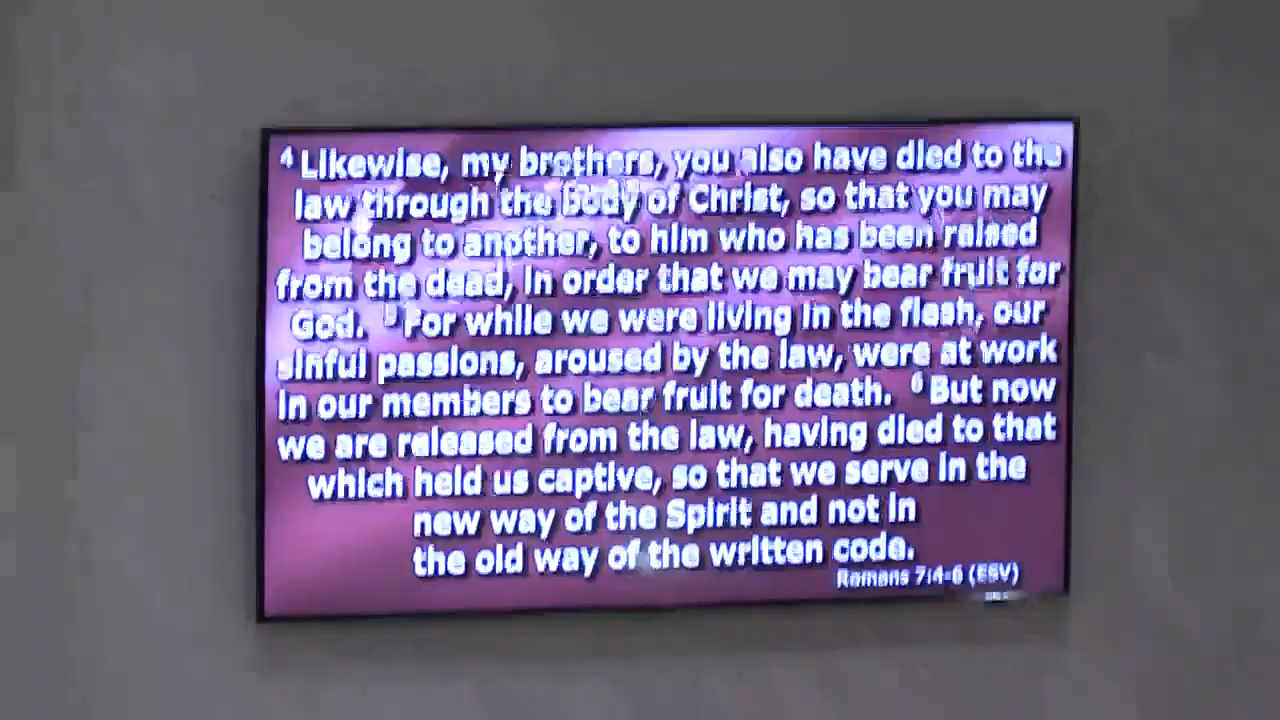 4 Likewise, my brothers, you also have died to the
law through the body of Christ, so that you may
belong to another, to him who has been raised
from the dead, in order that we may bear fruit for
God. 5 For while we were living in the flesh, our
sinful passions, aroused by the law, were at work
in our members to bear fruit for death. 6 But now
we are released from the law, having died to that
which held us captive, so that we serve in the
new way of the Spirit and not in
the old way of the written code.
Romans 7:4-6 (ESV)